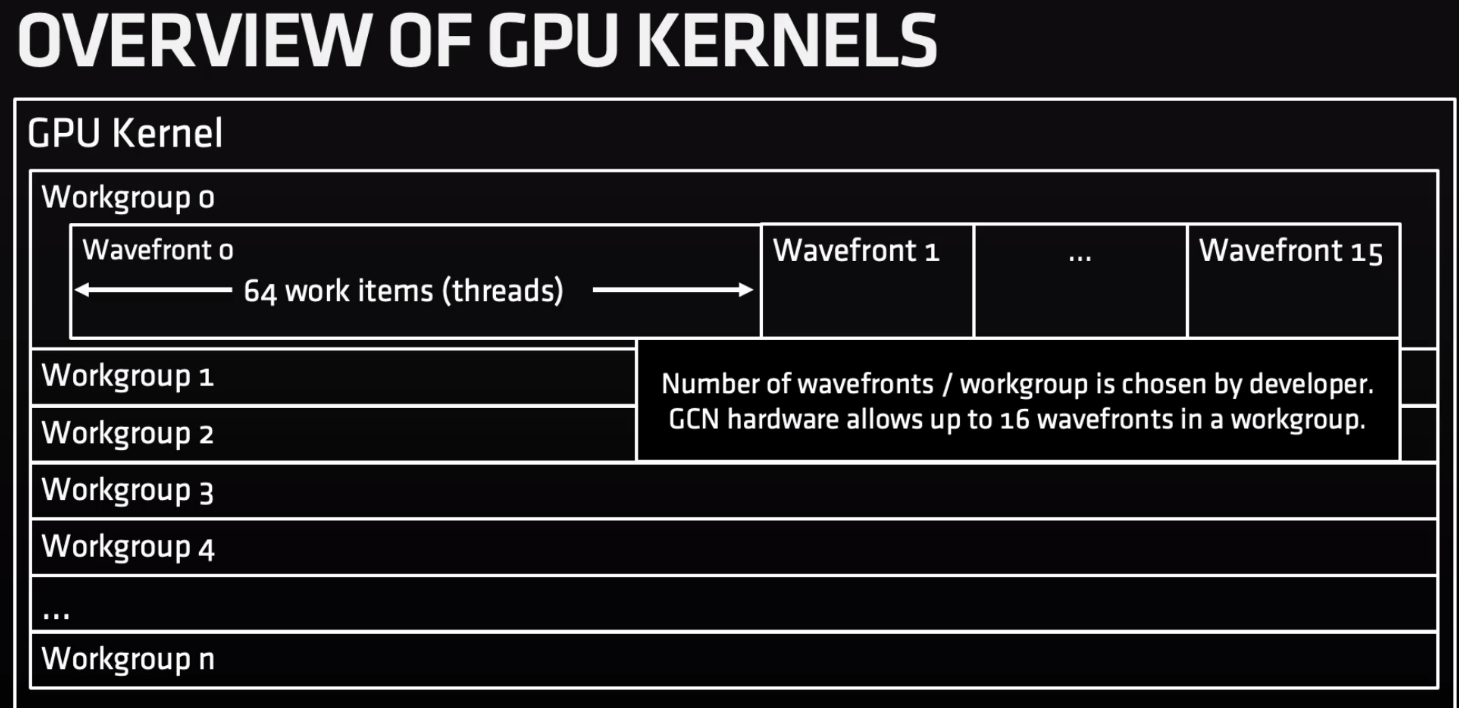 OVERVIEW OF GPU KERNELS
GPU Kernel
Workgroup 0
Wavefront 0
64 work items (threads)
Wavefront 1
...
Wavefront 15
Workgroup 1
Number of wavefronts / workgroup is chosen by developer.
GCN hardware allows up to 16 wavefronts in a workgroup.
Workgroup 2
Workgroup 3
Workgroup 4
...
Workgroup n